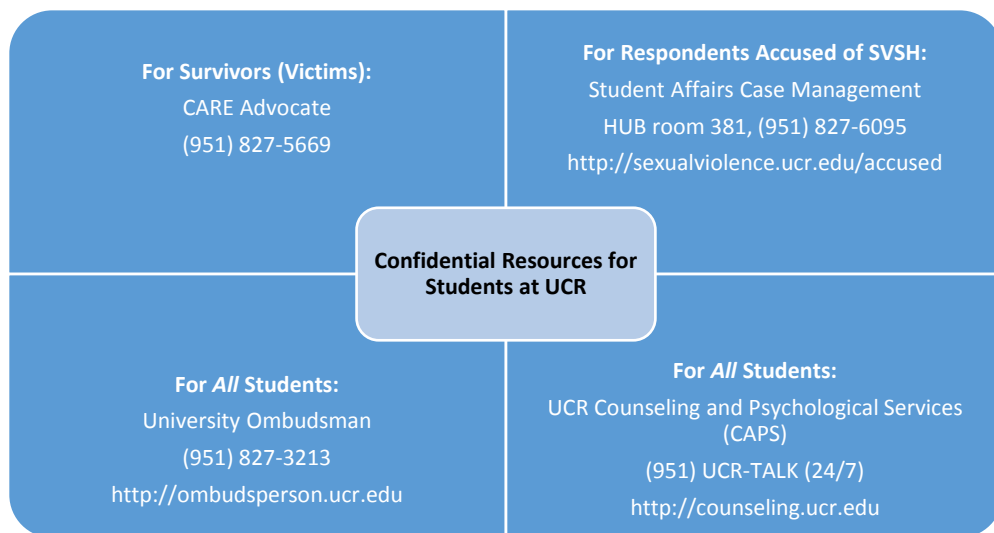 For Survivors (Victims):
CARE Advocate
(951) 827-5669
For Respondents Accused of SVSH:
Student Affairs Case Management
HUB room 381, (951) 827-6095
http://sexualviolence.ucr.edu/accused
Confidential Resources for
Students at UCR
For All Students:
University Ombudsman
(951) 827-3213
http://ombudsperson.ucr.edu
For All Students:
UCR Counseling and Psychological Services
(CAPS)
(951) UCR-TALK (24/7)
http://counseling.ucr.edu